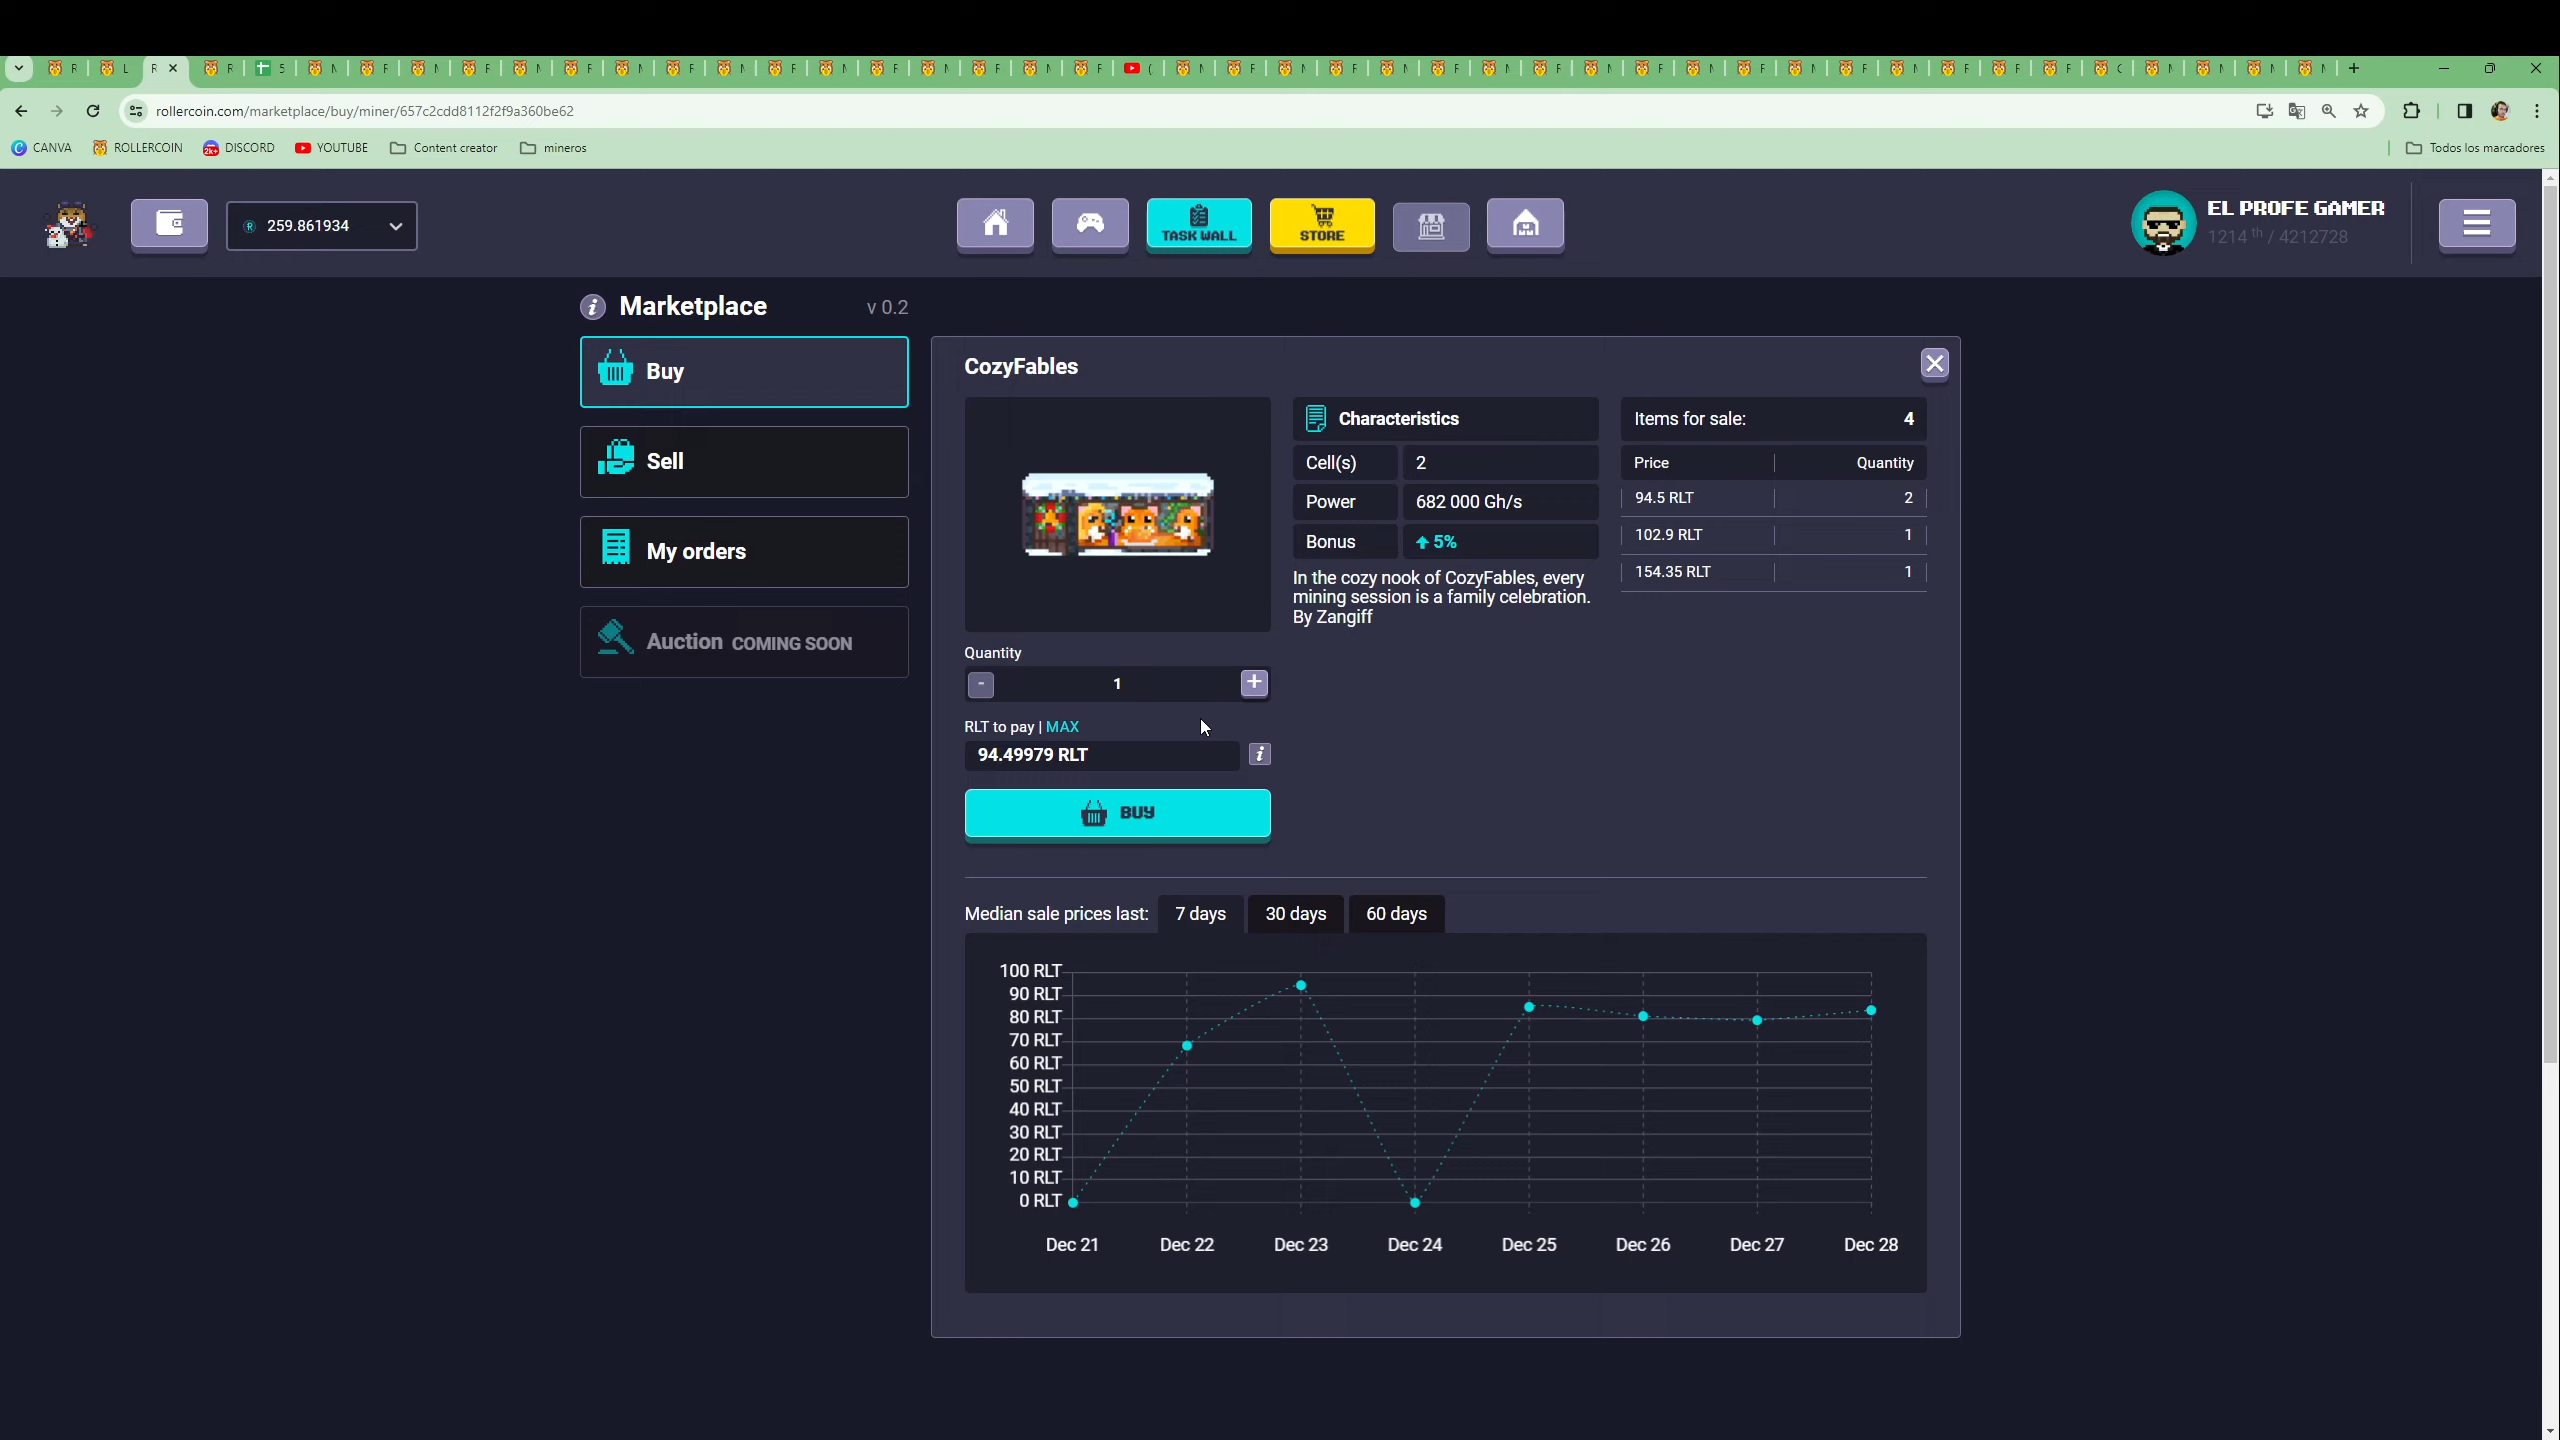 rollercoin.com/marketplace/buy/miner/657c2cdd8112f2f9a360be62
CANVA ROLLERCOIN DISCORD YOUTUBE Content creator mineros Todos los marcadores
259.861934
TASK WALL
STORE
EL PROFE GAMER
1214 th / 4212728
Marketplace v 0.2
Buy
Sell
My orders
Auction COMING SOON
CozyFables
Characteristics
Cell(s) 2
Power 682 000 Gh/s
Bonus 5%
In the cozy nook of CozyFables, every
mining session is a family celebration.
By Zangiff
Items for sale: 4
Price Quantity
94.5 RLT 2
102.9 RLT 1
154.35 RLT 1
Quantity
- 1 +
RLT to pay | MAX
94.49979 RLT
BUY
Median sale prices last: 7 days 30 days 60 days
100 RLT
90 RLT
80 RLT
70 RLT
60 RLT
50 RLT
40 RLT
30 RLT
20 RLT
10 RLT
0 RLT
Dec 21 Dec 22 Dec 23 Dec 24 Dec 25 Dec 26 Dec 27 Dec 28